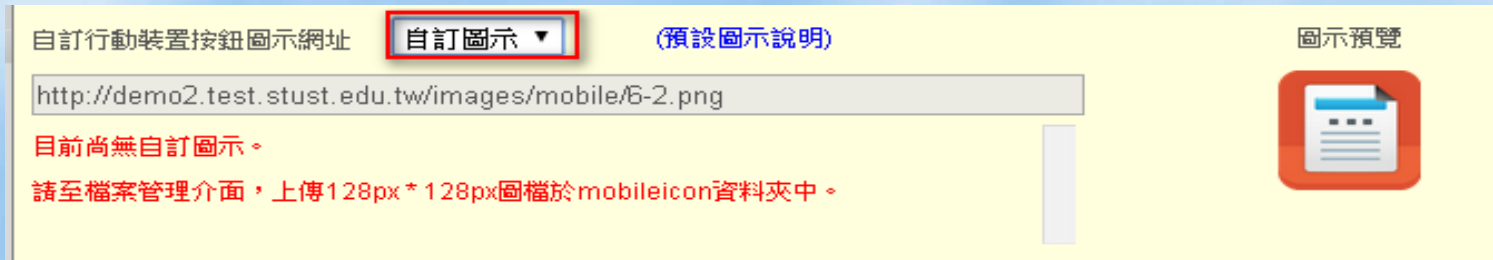 自訂行動裝置按鈕圖示網址 自訂圖示 ▼ (預設圖示說明) 圖示預覽
http://demo2.test.stust.edu.tw/images/mobile/6-2.png
目前尚無自訂圖示。
請至檔案管理介面，上傳128px * 128px圖檔於mobileicon資料夾中。